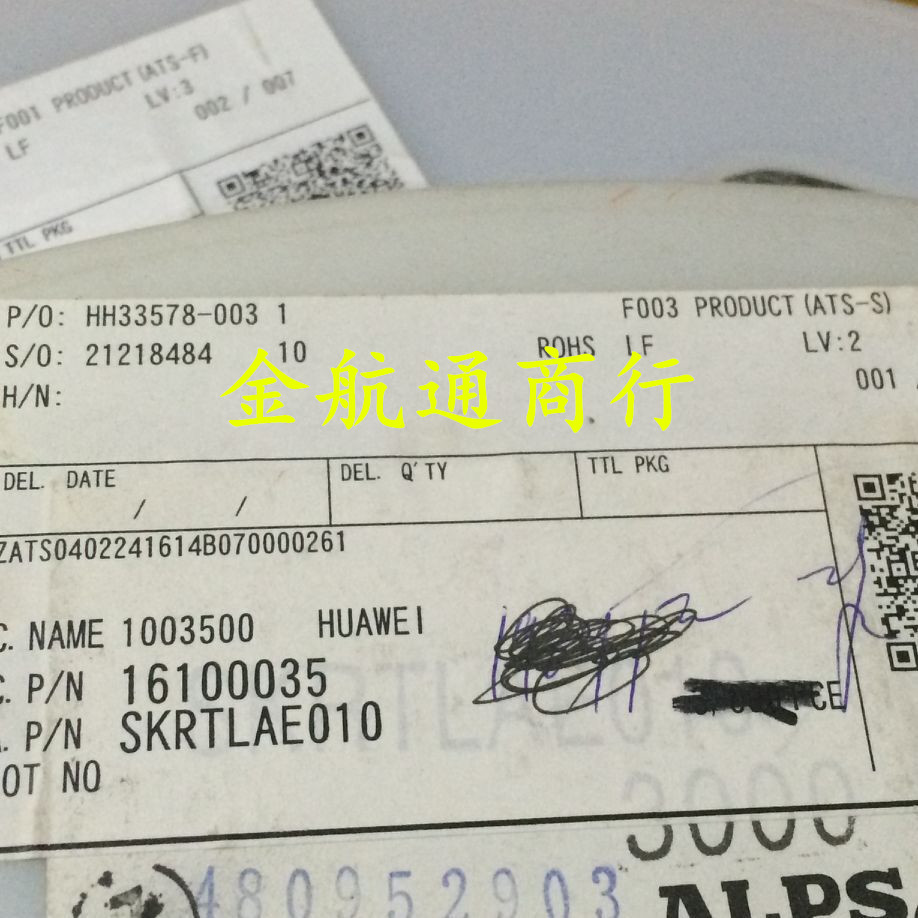 F001 PRODUCT (ATS-F)
LF LV:3
002 / 007
TTL PKG
P/O: HH33578-003 1 F003 PRODUCT (ATS-S)
S/O: 21218484 10 ROHS LF LV:2
H/N: 001
金航通商行
DEL. DATE DEL. Q'TY TTL PKG
/ /
ZATS0402241614B070000261
C. NAME 1003500 HUAWEI
C. P/N 16100035
P/N SKRTLAE010
OT NO
SKRTLAE010
3000
480952903
ALPS